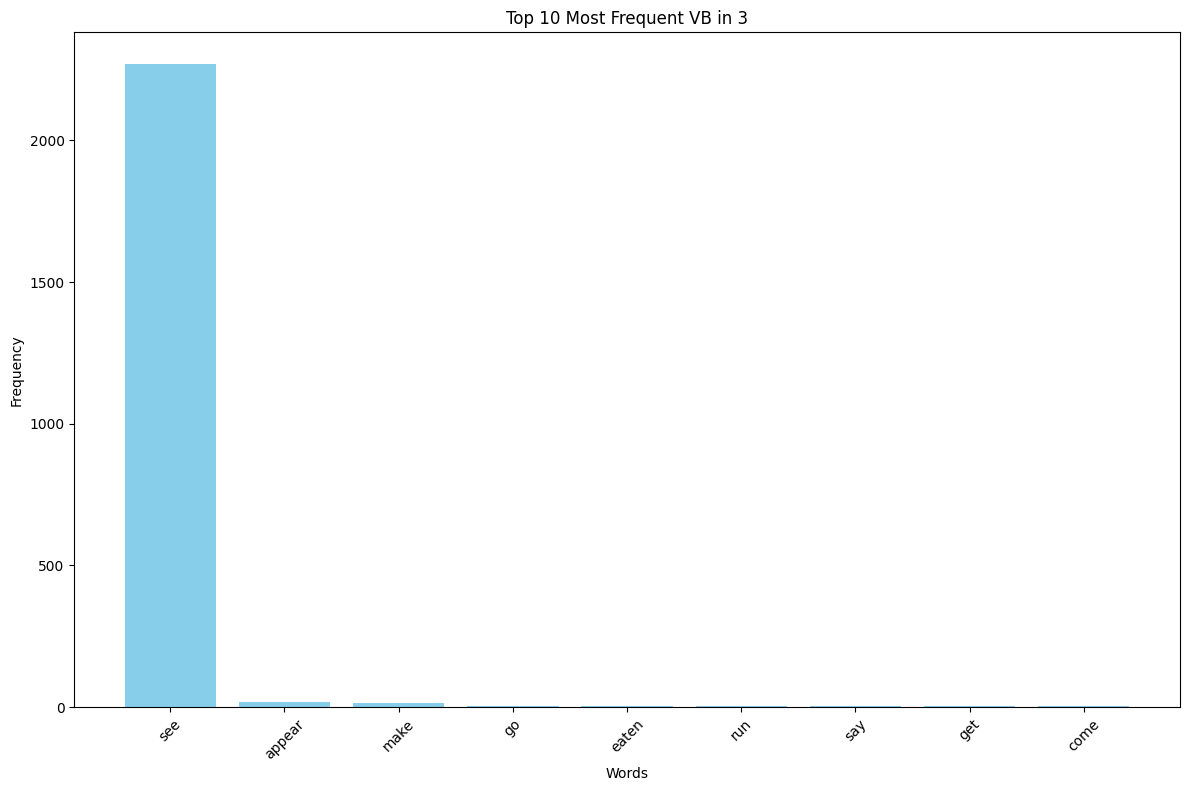 Top 10 Most Frequent VB in 3
Frequency
2000
1500
1000
500
0
see
appear
make
go
eaten
run
say
get
come
Words